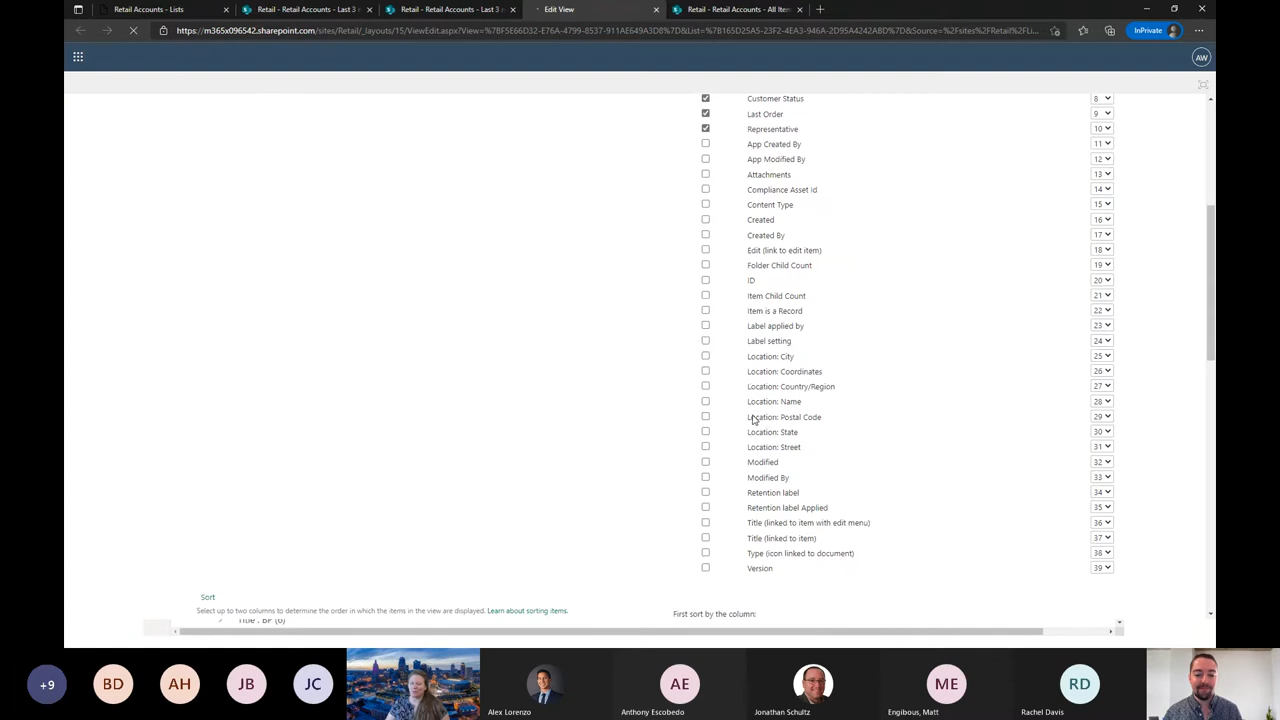 Retail Accounts - Lists
Retail - Retail Accounts - Last 3
Retail - Retail Accounts - Last 3
Edit View
Retail - Retail Accounts - All Item
https://m365x096542.sharepoint.com/sites/Retail/_layouts/15/ViewEdit.aspx?View=%7BF5E66D32-E76A-4799-8537-911AE649A3D8%7D&List=%7B165D25A5-23F2-4EA3-946A-2D95A4242ABD%7D&Source=%2Fsites%2FRetail%2FLi...
InPrivate
AW
Customer Status 8
Last Order 9
Representative 10
App Created By 11
App Modified By 12
Attachments 13
Compliance Asset Id 14
Content Type 15
Created 16
Created By 17
Edit (link to edit item) 18
Folder Child Count 19
ID 20
Item Child Count 21
Item is a Record 22
Label applied by 23
Label setting 24
Location: City 25
Location: Coordinates 26
Location: Country/Region 27
Location: Name 28
Location: Postal Code 29
Location: State 30
Location: Street 31
Modified 32
Modified By 33
Retention label 34
Retention label Applied 35
Title (linked to item with edit menu) 36
Title (linked to item) 37
Type (icon linked to document) 38
Version 39
Sort
Select up to two columns to determine the order in which the items in the view are displayed. Learn about sorting items.
First sort by the column:
Title : BP (6)
+9
BD
AH
JB
JC
AE
ME
RD
Alex Lorenzo
Anthony Escobedo
Jonathan Schultz
Engibous, Matt
Rachel Davis